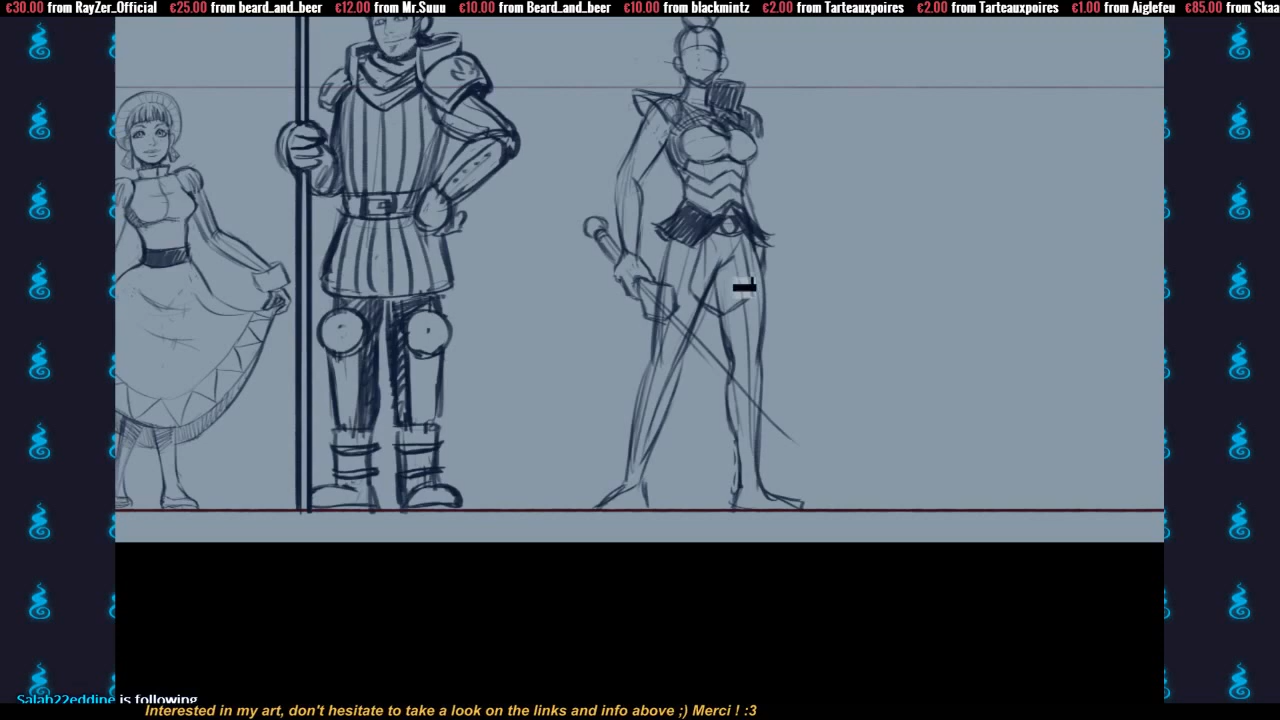 €30.00 from RayZer_Official €25.00 from beard_and_beer €12.00 from Mr.Suuu €10.00 from Beard_and_beer €10.00 from blackmintz €2.00 from Tarteauxpoires €2.00 from Tarteauxpoires €1.00 from Aiglefeu €85.00 from Skaa
Salah22eddine is following
Interested in my art, don't hesitate to take a look on the links and info above ;) Merci ! :3